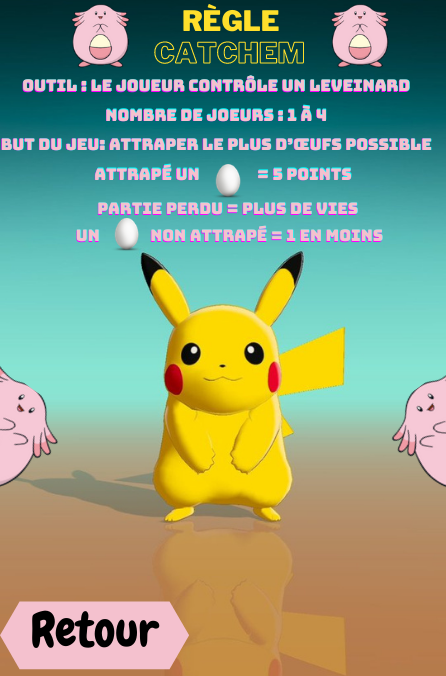 RÈGLE
CATCHEM
OUTIL : LE JOUEUR CONTRÔLE UN LEVEINARD
NOMBRE DE JOEURS : 1 À 4
BUT DU JEU: ATTRAPER LE PLUS D'ŒUFS POSSIBLE
ATTRAPÉ UN = 5 POINTS
PARTIE PERDU = PLUS DE VIES
UN NON ATTRAPÉ = 1 EN MOINS
Retour